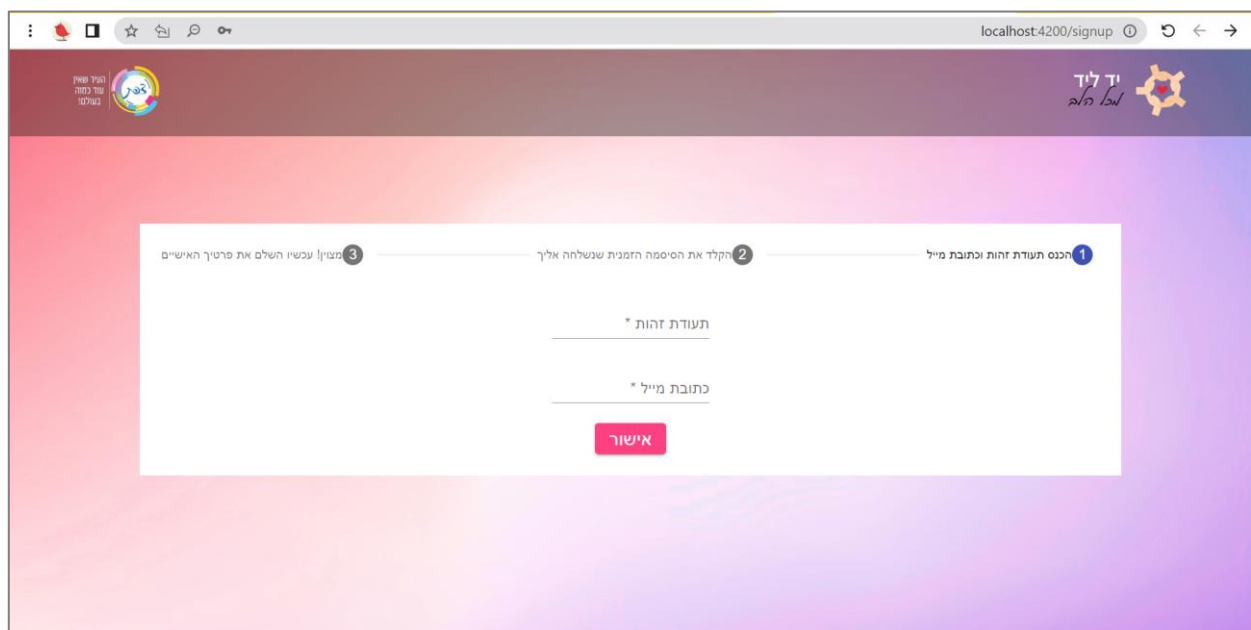 localhost:4200/signup
יד ליד
מכל הלב
העיר שאין
עוד כמוה
בעולם!
צפת
1 הכנס תעודת זהות וכתובת מייל
2 הקלד את הסיסמה הזמנית שנשלחה אליך
3 מצוין! עכשיו השלם את פרטיך האישיים
תעודת זהות *
כתובת מייל *
אישור